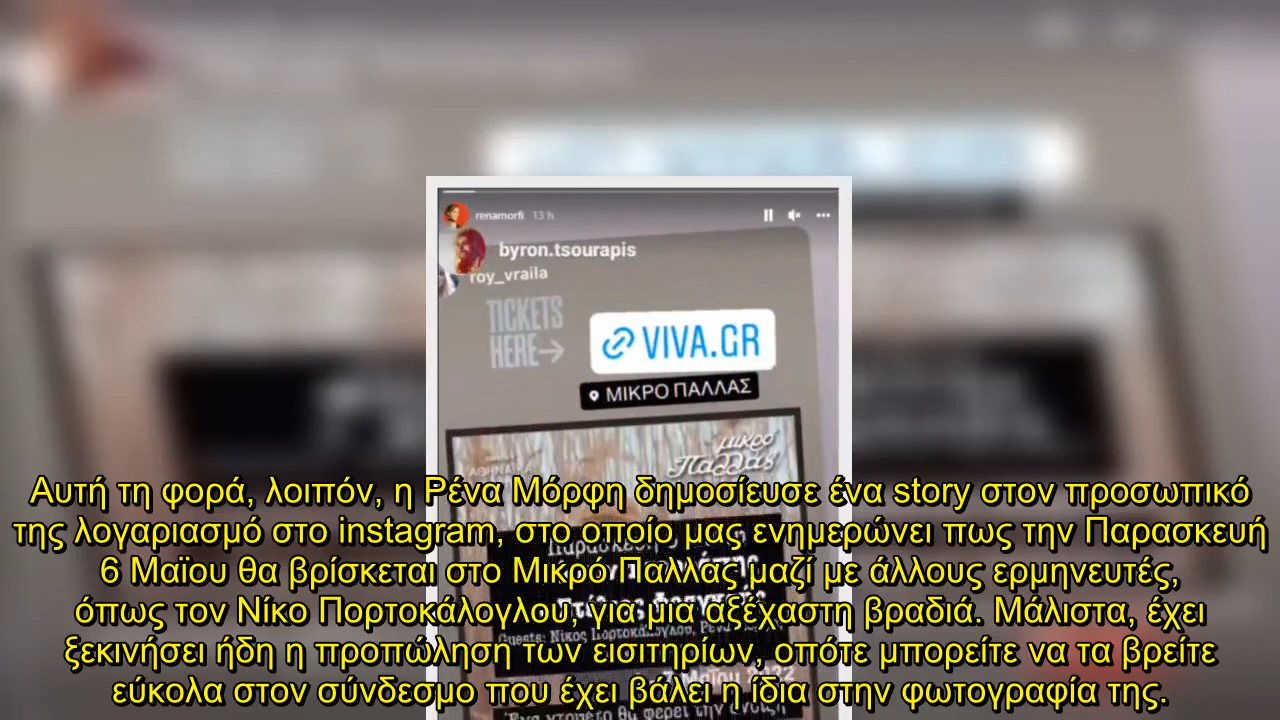 renamorfi 13 h.
byron.tsourapis
roy_vraila
TICKETS
HERE→
VIVA.GR
ΜΙΚΡΟ ΠΑΛΛΑΣ
μικρό
Παλλάς
Αυτή τη φορά, λοιπόν, η Ρένα Μόρφη δημοσίευσε ένα story στον προσωπικό
της λογαριασμό στο instagram, στο οποίο μας ενημερώνει πως την Παρασκευή
6 Μαϊου θα βρίσκεται στο Μικρό Παλλας μαζί με άλλους ερμηνευτές,
όπως τον Νίκο Πορτοκάλογλου, για μια αξέχαστη βραδιά. Μάλιστα, έχει
ξεκινήσει ήδη η προπώληση των εισιτηρίων, οπότε μπορείτε να τα βρείτε
εύκολα στον σύνδεσμο που έχει βάλει η ίδια στην φωτογραφία της.